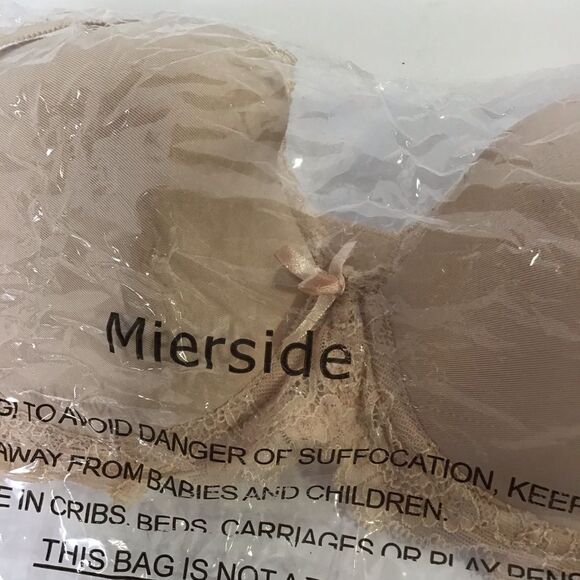 Mierside
G! TO AVOID DANGER OF SUFFOCATION, KEEP
AWAY FROM BABIES AND CHILDREN.
E IN CRIBS, BEDS, CARRIAGES OR PLAY PENS
THIS BAG IS NOT A